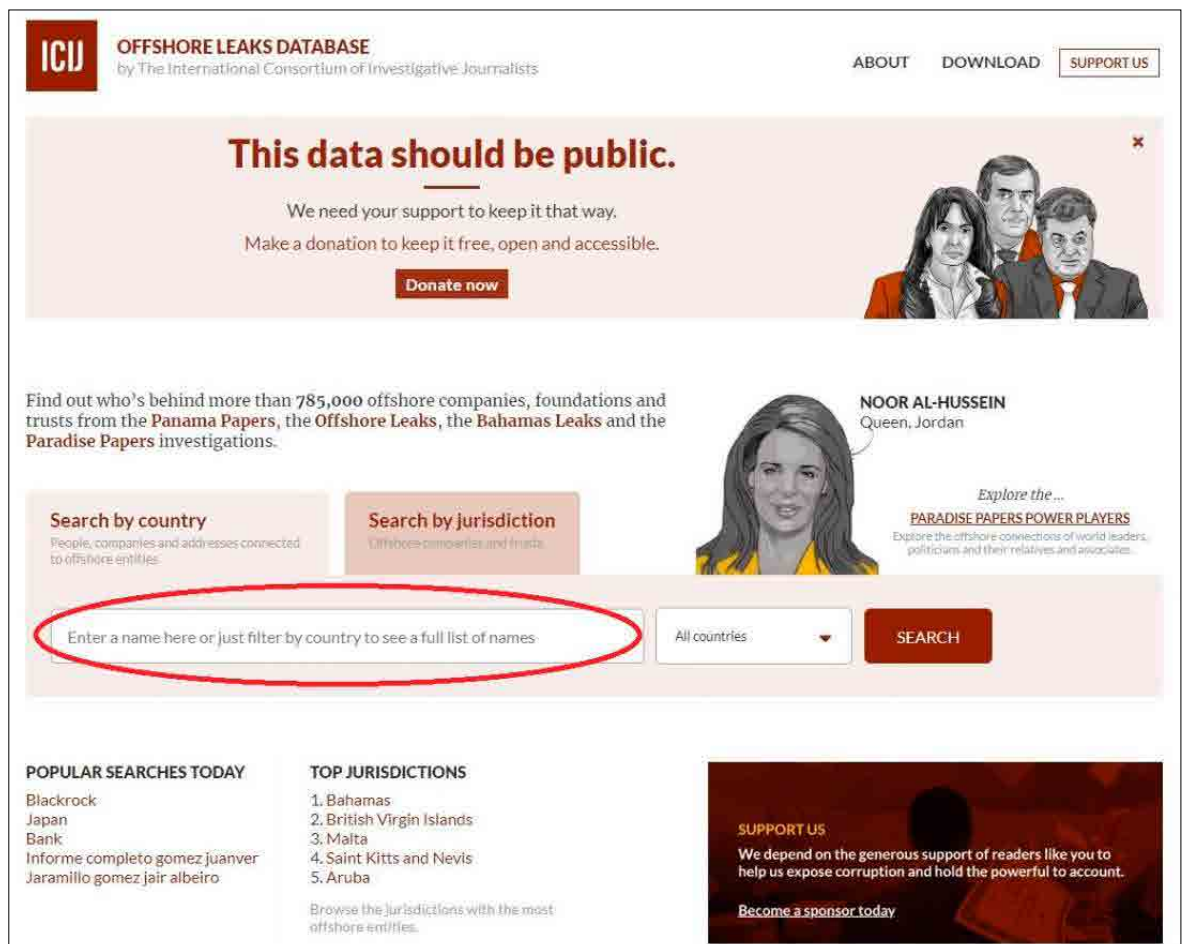 ICIJ
OFFSHORE LEAKS DATABASE
by The International Consortium of Investigative Journalists
ABOUT
DOWNLOAD
SUPPORT US
This data should be public.
We need your support to keep it that way.
Make a donation to keep it free, open and accessible.
Donate now
Find out who's behind more than 785,000 offshore companies, foundations and
trusts from the Panama Papers, the Offshore Leaks, the Bahamas Leaks and the
Paradise Papers investigations.
NOOR AL-HUSSEIN
Queen, Jordan
Explore the ...
PARADISE PAPERS POWER PLAYERS
Explore the offshore connections of world leaders,
politicians and their relatives and associates.
Search by country
People, companies and addresses connected
to offshore entities
Search by jurisdiction
Offshore companies and trusts
Enter a name here or just filter by country to see a full list of names
All countries
SEARCH
POPULAR SEARCHES TODAY
Blackrock
Japan
Bank
Informe completo gomez juanver
Jaramillo gomez jair albeiro
TOP JURISDICTIONS
1. Bahamas
2. British Virgin Islands
3. Malta
4. Saint Kitts and Nevis
5. Aruba
Browse the jurisdictions with the most
offshore entities.
SUPPORT US
We depend on the generous support of readers like you to
help us expose corruption and hold the powerful to account.
Become a sponsor today